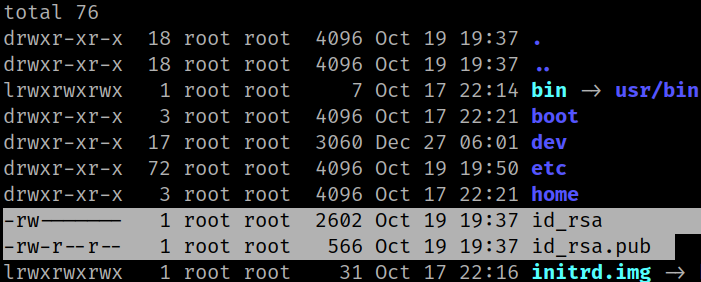 total 76
drwxr-xr-x  18 root root  4096 Oct 19 19:37 .
drwxr-xr-x  18 root root  4096 Oct 19 19:37 ..
lrwxrwxrwx   1 root root     7 Oct 17 22:14 bin -> usr/bin
drwxr-xr-x   3 root root  4096 Oct 17 22:21 boot
drwxr-xr-x  17 root root  3060 Dec 27 06:01 dev
drwxr-xr-x  72 root root  4096 Oct 19 19:50 etc
drwxr-xr-x   3 root root  4096 Oct 17 22:21 home
-rw-------   1 root root  2602 Oct 19 19:37 id_rsa
-rw-r--r--   1 root root   566 Oct 19 19:37 id_rsa.pub
lrwxrwxrwx   1 root root    31 Oct 17 22:16 initrd.img ->